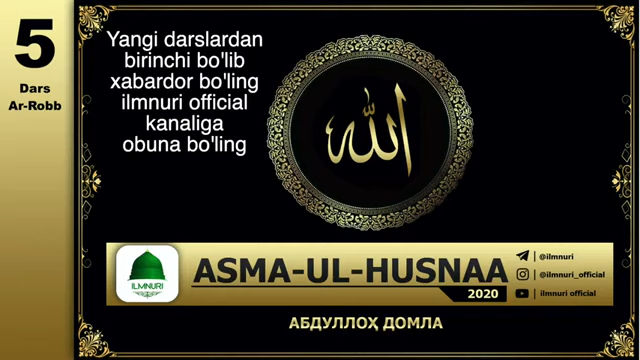 5
Dars
Ar-Robb
Yangi darslardan
birinchi bo'lib
xabardor bo'ling
ilmnuri official
kanaliga
obuna bo'ling
الله
ILMNURI
ASMA-UL-HUSNAA
2020
@ilmnuri
@ilmnuri_official
ilmnuri official
АБДУЛЛОҲ ДОМЛА